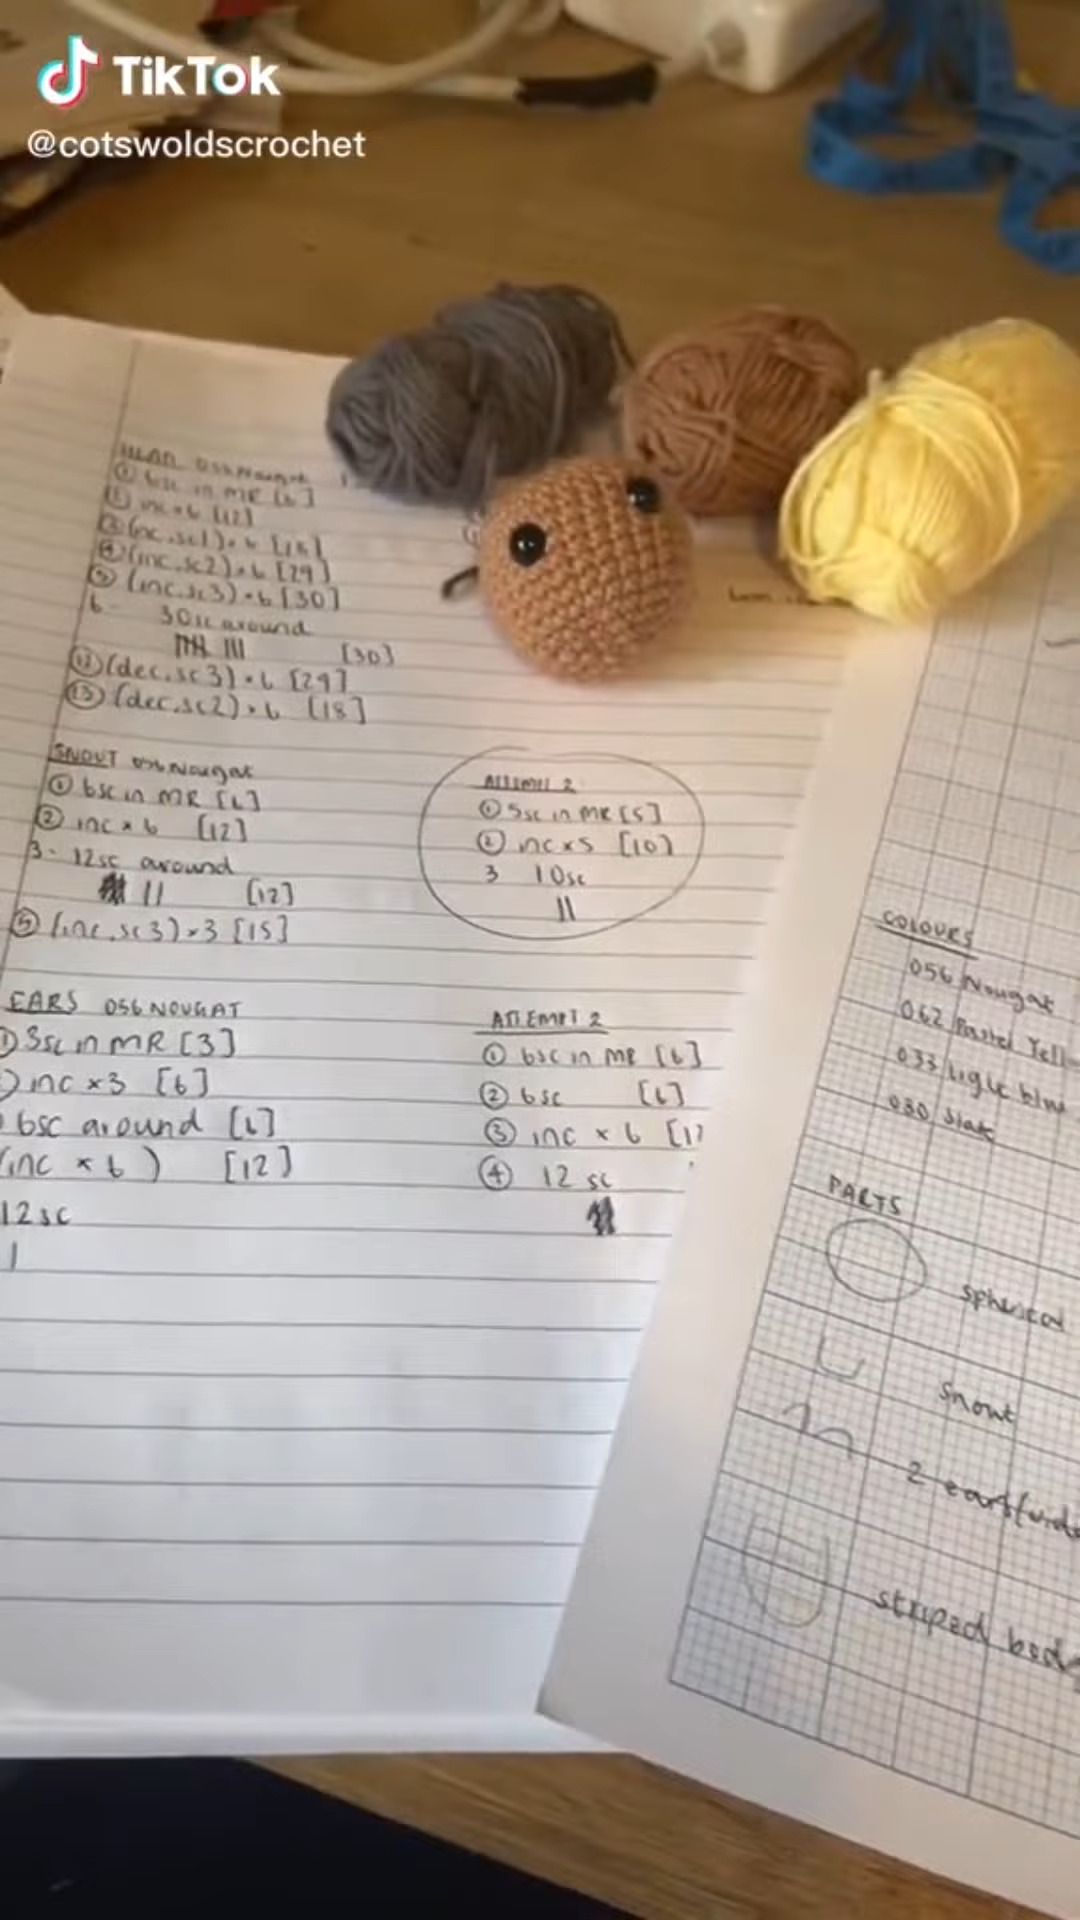 TikTok
@cotswoldscrochet
HEAD 056 Nougat
① 6sc in MR [6]
② inc × 6 [12]
③ (inc, sc1) × 6 [18]
④ (inc, sc2) × 6 [24]
⑤ (inc, sc3) × 6 [30]
6 - 30sc around
[30]
⑫ (dec, sc3) × 6 [24]
⑬ (dec, sc2) × 6 [18]
SNOUT 056 Nougat
① 6sc in MR [6]
② inc × 6 [12]
3 - 12sc around
|| [12]
⑤ (inc, sc3) × 3 [15]
ATTEMPT 2
① 5sc in MR [5]
② inc × 5 [10]
3 10sc
||
EARS 056 NOUGAT
① 3sc in MR [3]
inc × 3 [6]
6sc around [6]
(inc × 6) [12]
12sc
|
ATTEMPT 2
① 6sc in MR [6]
② 6sc [6]
③ inc × 6 [12
④ 12 sc
COLOURS
056 Nougat
062 Pastel Yell
033 Light blue
030 Slate
PARTS
spherical
Snout
2 ears
striped body